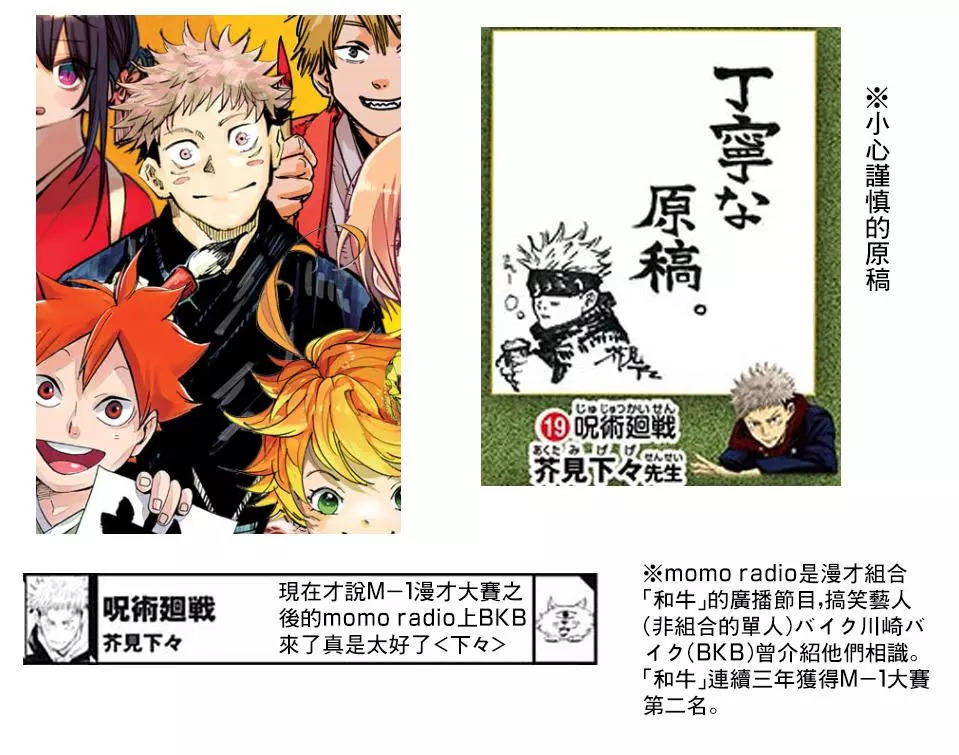 丁寧な
原稿。
芥見
下々
※小心謹慎的原稿
じゅじゅつかいせん
19 呪術廻戦
あくたみげげ せんせい
芥見下々先生
呪術廻戦
芥見下々
現在才說M-1漫才大賽之
後的momo radio上BKB
來了真是太好了<下々>
※momo radio是漫才組合
「和牛」的廣播節目,搞笑藝人
(非組合的單人)バイク川崎バ
イク(BKB)曾介紹他們相識。
「和牛」連續三年獲得M-1大賽
第二名。